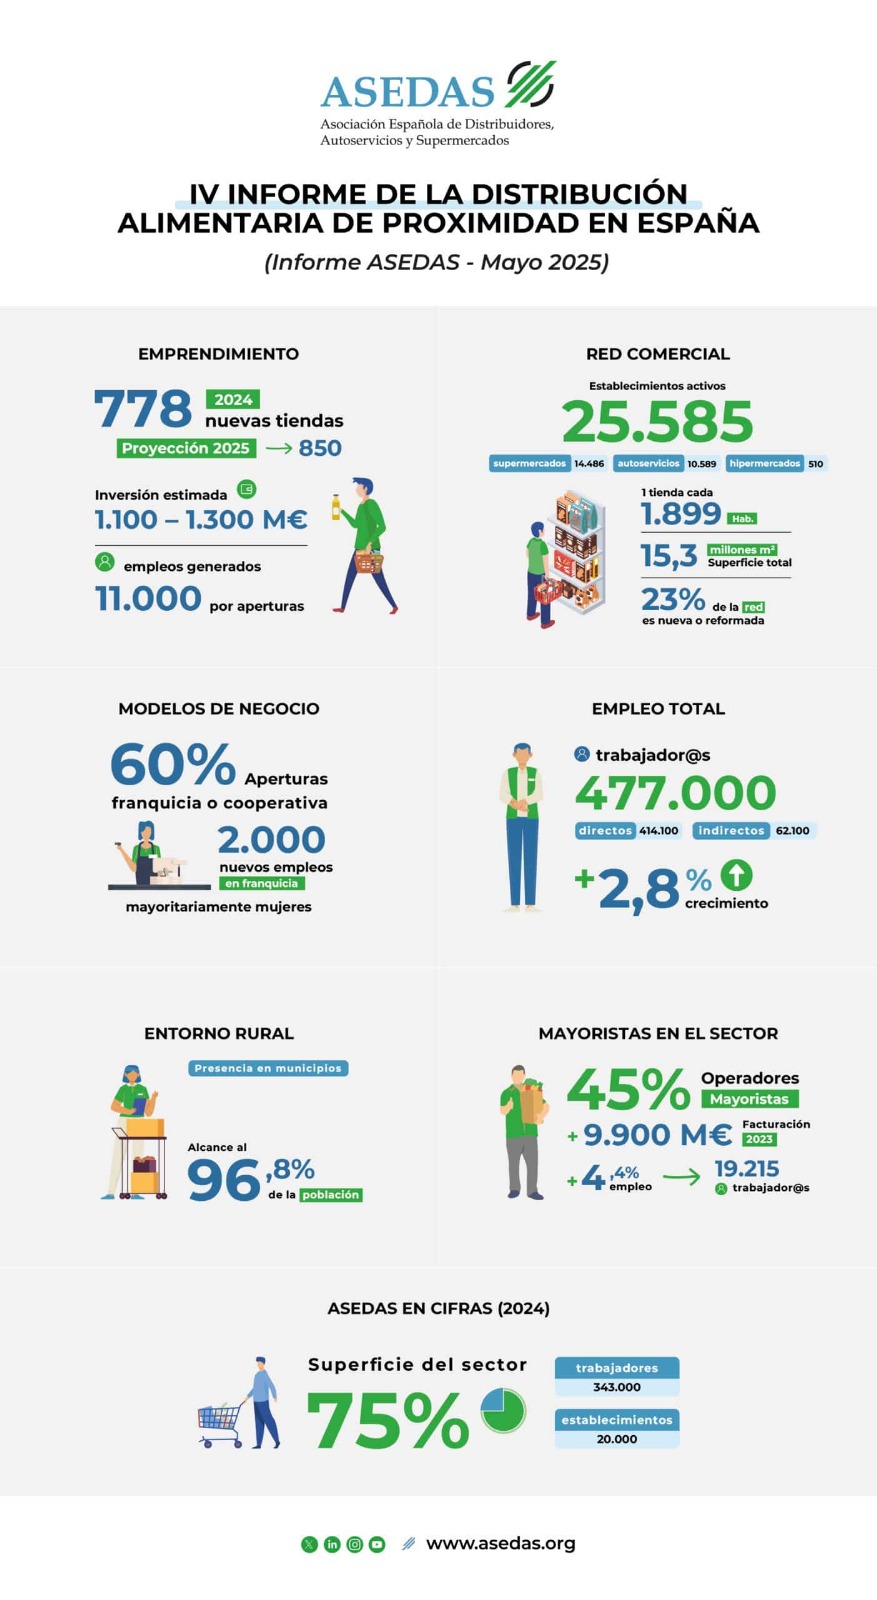 ASEDAS
Asociación Española de Distribuidores,
Autoservicios y Supermercados
IV INFORME DE LA DISTRIBUCIÓN
ALIMENTARIA DE PROXIMIDAD EN ESPAÑA
(Informe ASEDAS - Mayo 2025)
EMPRENDIMIENTO
778 2024
nuevas tiendas
Proyección 2025 850
Inversión estimada
1.100 – 1.300 M€
empleos generados
11.000 por aperturas
RED COMERCIAL
Establecimientos activos
25.585
supermercados 14.486 autoservicios 10.589 hipermercados 510
1 tienda cada
1.899 Hab.
15,3 millones m²
Superficie total
23% de la red
es nueva o reformada
MODELOS DE NEGOCIO
60% Aperturas
franquicia o cooperativa
2.000
nuevos empleos
en franquicia
mayoritariamente mujeres
EMPLEO TOTAL
trabajador@s
477.000
directos 414.100 indirectos 62.100
+2,8 %
crecimiento
ENTORNO RURAL
Presencia en municipios
Alcance al
96,8%
de la población
MAYORISTAS EN EL SECTOR
45% Operadores
Mayoristas
+ 9.900 M€ Facturación
2023
+ 4,4% empleo 19.215
trabajador@s
ASEDAS EN CIFRAS (2024)
Superficie del sector
75%
trabajadores
343.000
establecimientos
20.000
www.asedas.org